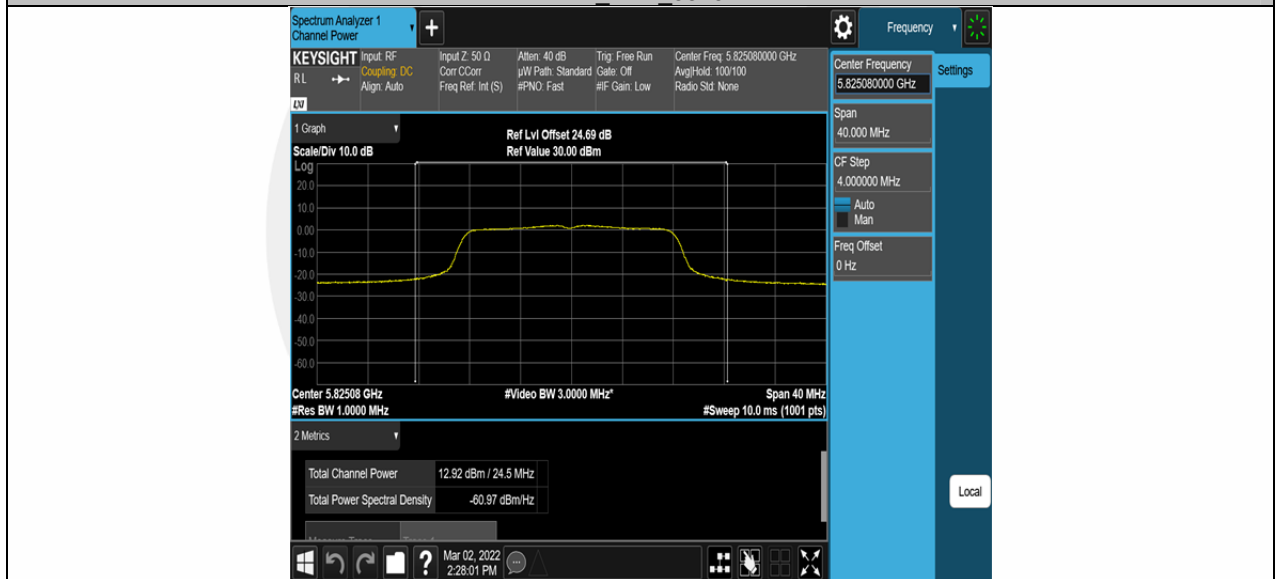 Spectrum Analyzer 1
Channel Power
+
Frequency
KEYSIGHT
RL
LXI
Input: RF
Coupling: DC
Align: Auto
Input Z: 50 Ω
Corr CCorr
Freq Ref: Int (S)
Atten: 40 dB
µW Path: Standard
#PNO: Fast
Trig: Free Run
Gate: Off
#IF Gain: Low
Center Freq: 5.825080000 GHz
Avg|Hold: 100/100
Radio Std: None
Center Frequency
5.825080000 GHz
Settings
Span
40.000 MHz
CF Step
4.000000 MHz
Auto
Man
Freq Offset
0 Hz
Local
1 Graph
Scale/Div 10.0 dB
Ref Lvl Offset 24.69 dB
Ref Value 30.00 dBm
Log
20.0
10.0
0.00
-10.0
-20.0
-30.0
-40.0
-50.0
-60.0
Center 5.82508 GHz
#Video BW 3.0000 MHz*
Span 40 MHz
#Res BW 1.0000 MHz
#Sweep 10.0 ms (1001 pts)
2 Metrics
Total Channel Power 12.92 dBm / 24.5 MHz
Total Power Spectral Density -60.97 dBm/Hz
?
Mar 02, 2022
2:28:01 PM